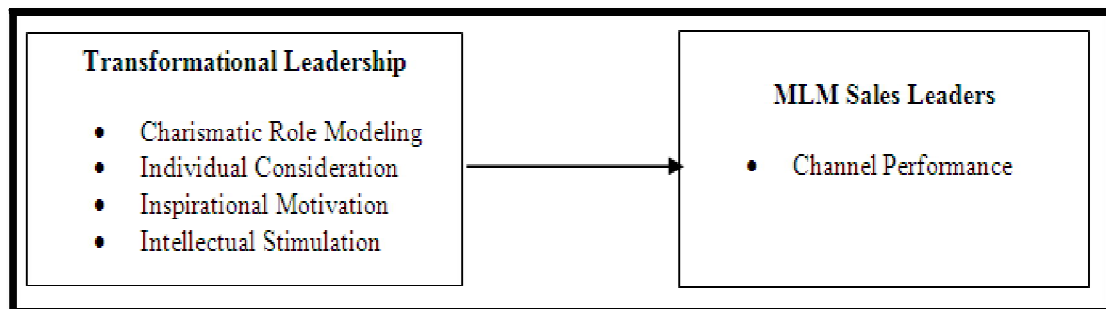 Transformational Leadership
• Charismatic Role Modeling
• Individual Consideration
• Inspirational Motivation
• Intellectual Stimulation
MLM Sales Leaders
• Channel Performance